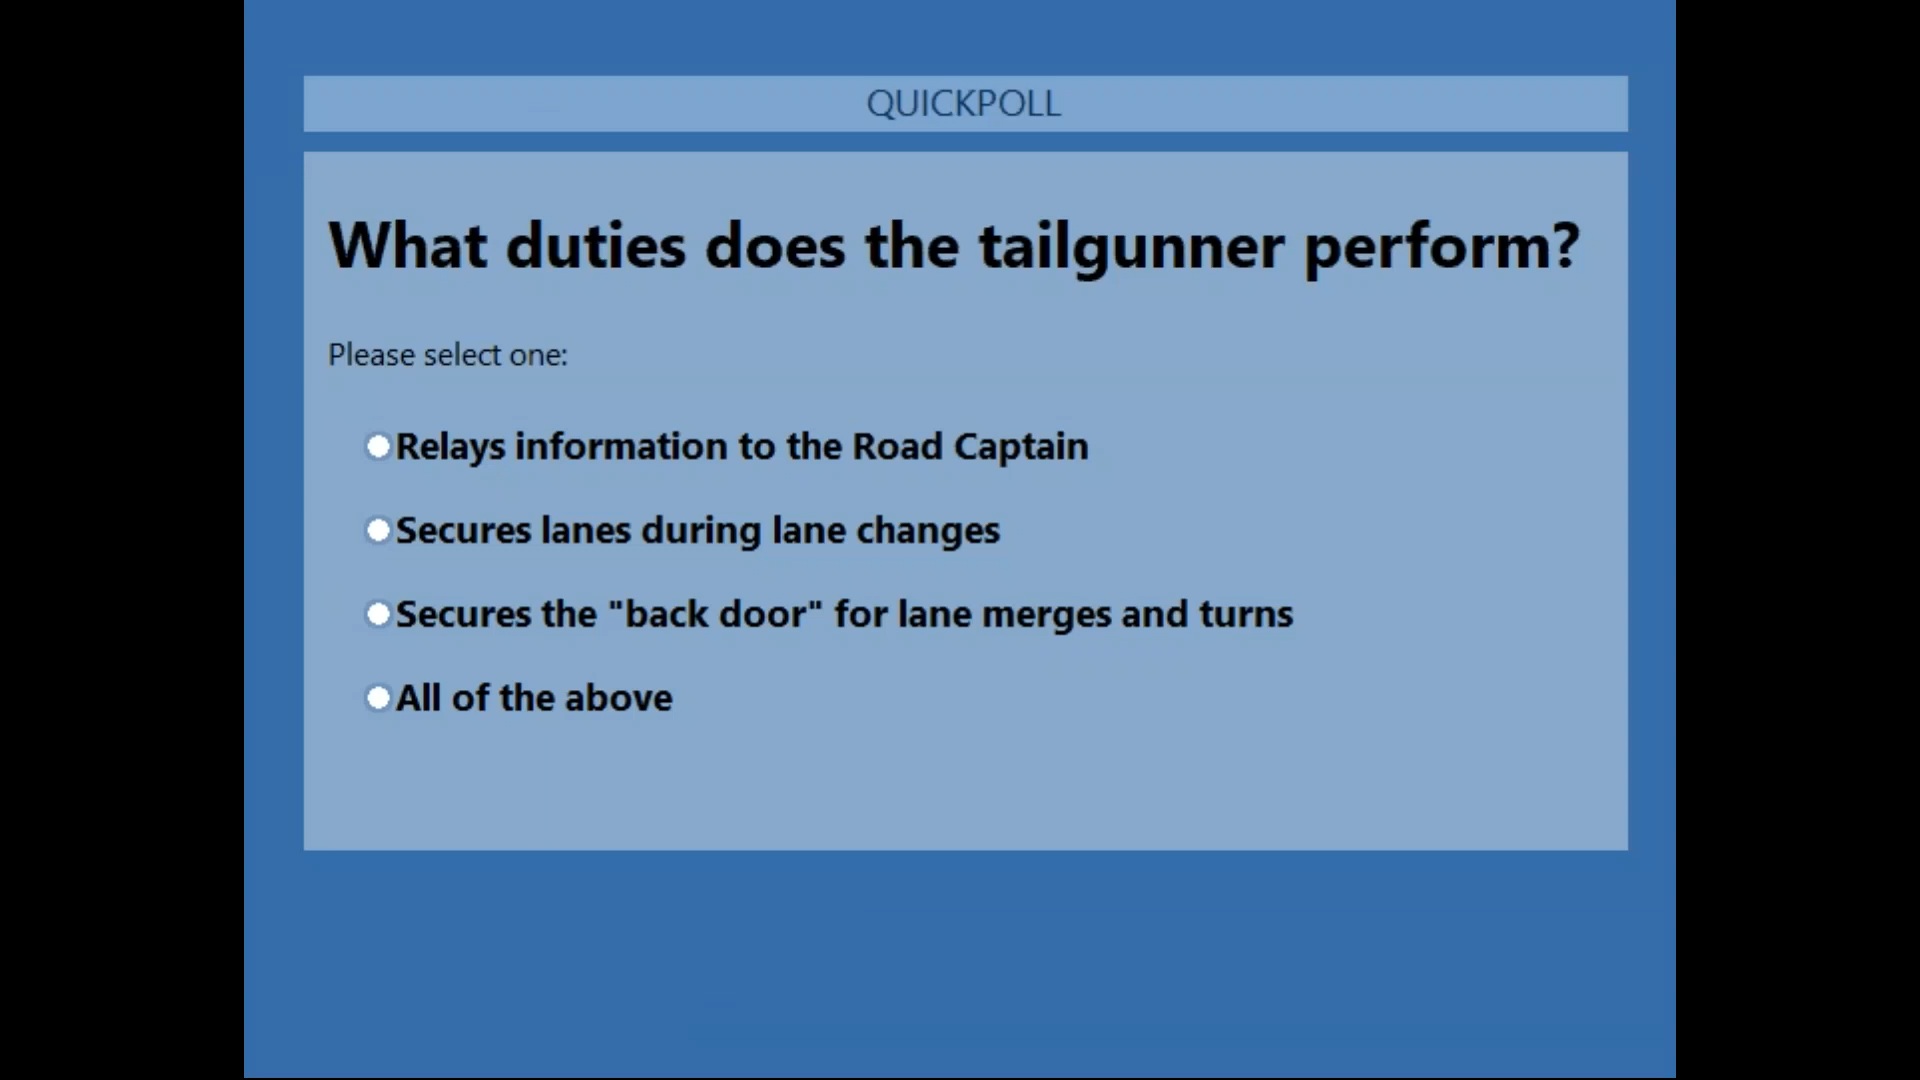 QUICKPOLL
What duties does the tailgunner perform?
Please select one:
Relays information to the Road Captain
Secures lanes during lane changes
Secures the "back door" for lane merges and turns
All of the above